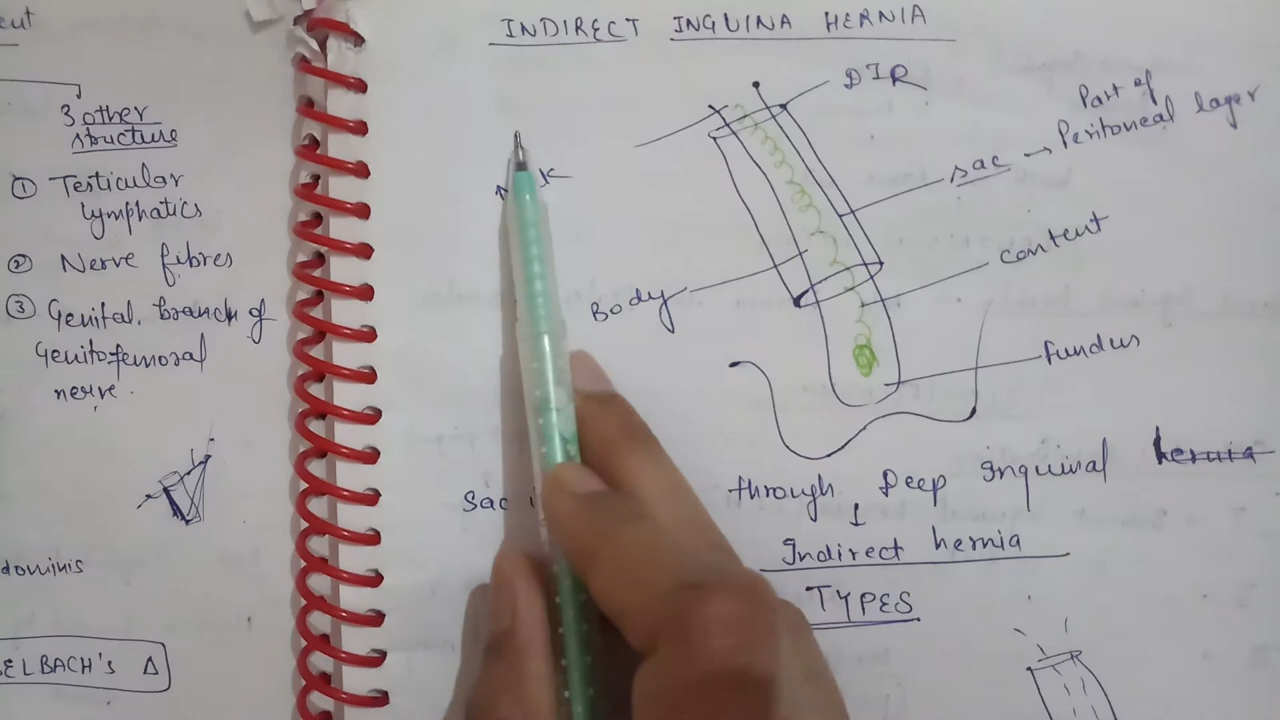 3 other
structure
① Testicular
lymphatics
② Nerve fibres
③ Genital branch of
Genitofemoral
nerve.
dominis
ELBACH'S Δ
INDIRECT INGUINA HERNIA
DIR
sac → Part of
Peritoneal layer
content
Body
fundus
Sac
through Deep inguinal hernia
Indirect hernia
TYPES